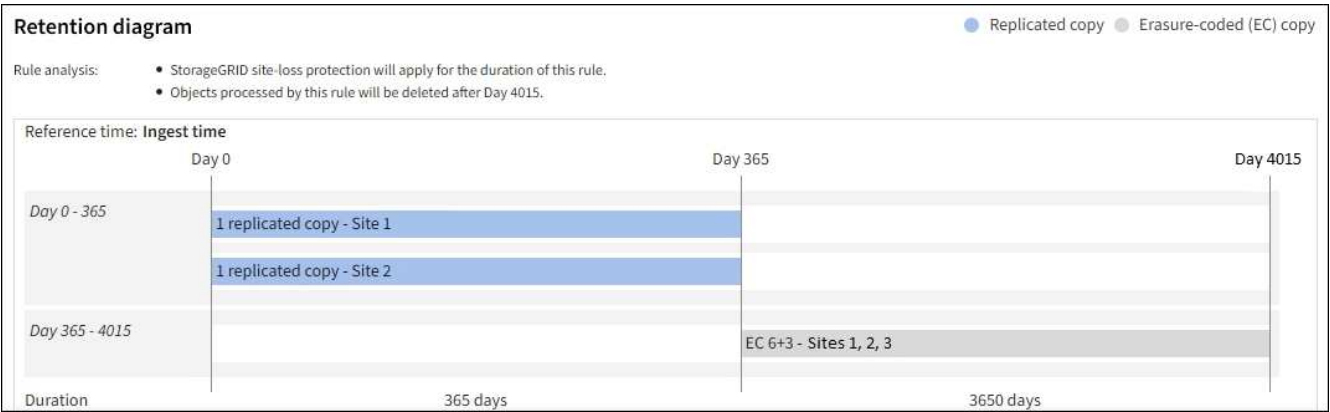 Retention diagram
Replicated copy Erasure-coded (EC) copy
Rule analysis:
• StorageGRID site-loss protection will apply for the duration of this rule.
• Objects processed by this rule will be deleted after Day 4015.
Reference time: Ingest time
Day 0 Day 365 Day 4015
Day 0 - 365
1 replicated copy - Site 1
1 replicated copy - Site 2
Day 365 - 4015
EC 6+3 - Sites 1, 2, 3
Duration 365 days 3650 days